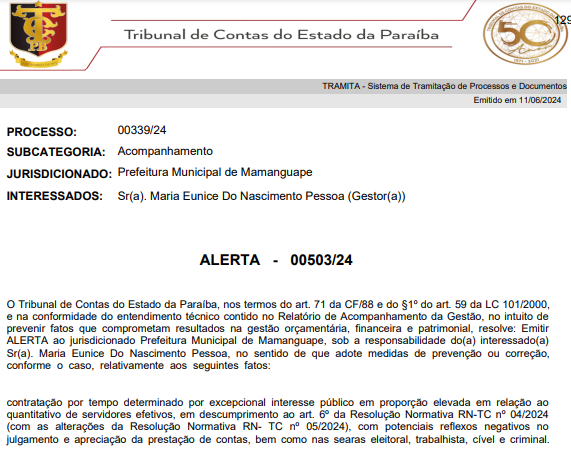 Tribunal de Contas do Estado da Paraíba
PB
50
129
TRAMITA - Sistema de Tramitação de Processos e Documentos
Emitido em 11/06/2024
PROCESSO: 00339/24
SUBCATEGORIA: Acompanhamento
JURISDICIONADO: Prefeitura Municipal de Mamanguape
INTERESSADOS: Sr(a). Maria Eunice Do Nascimento Pessoa (Gestor(a))
ALERTA - 00503/24
O Tribunal de Contas do Estado da Paraíba, nos termos do art. 71 da CF/88 e do §1º do art. 59 da LC 101/2000,
e na conformidade do entendimento técnico contido no Relatório de Acompanhamento da Gestão, no intuito de
prevenir fatos que comprometam resultados na gestão orçamentária, financeira e patrimonial, resolve: Emitir
ALERTA ao jurisdicionado Prefeitura Municipal de Mamanguape, sob a responsabilidade do(a) interessado(a)
Sr(a). Maria Eunice Do Nascimento Pessoa, no sentido de que adote medidas de prevenção ou correção,
conforme o caso, relativamente aos seguintes fatos:
contratação por tempo determinado por excepcional interesse público em proporção elevada em relação ao
quantitativo de servidores efetivos, em descumprimento ao art. 6º da Resolução Normativa RN-TC nº 04/2024
(com as alterações da Resolução Normativa RN- TC nº 05/2024), com potenciais reflexos negativos no
julgamento e apreciação da prestação de contas, bem como nas searas eleitoral, trabalhista, cível e criminal.